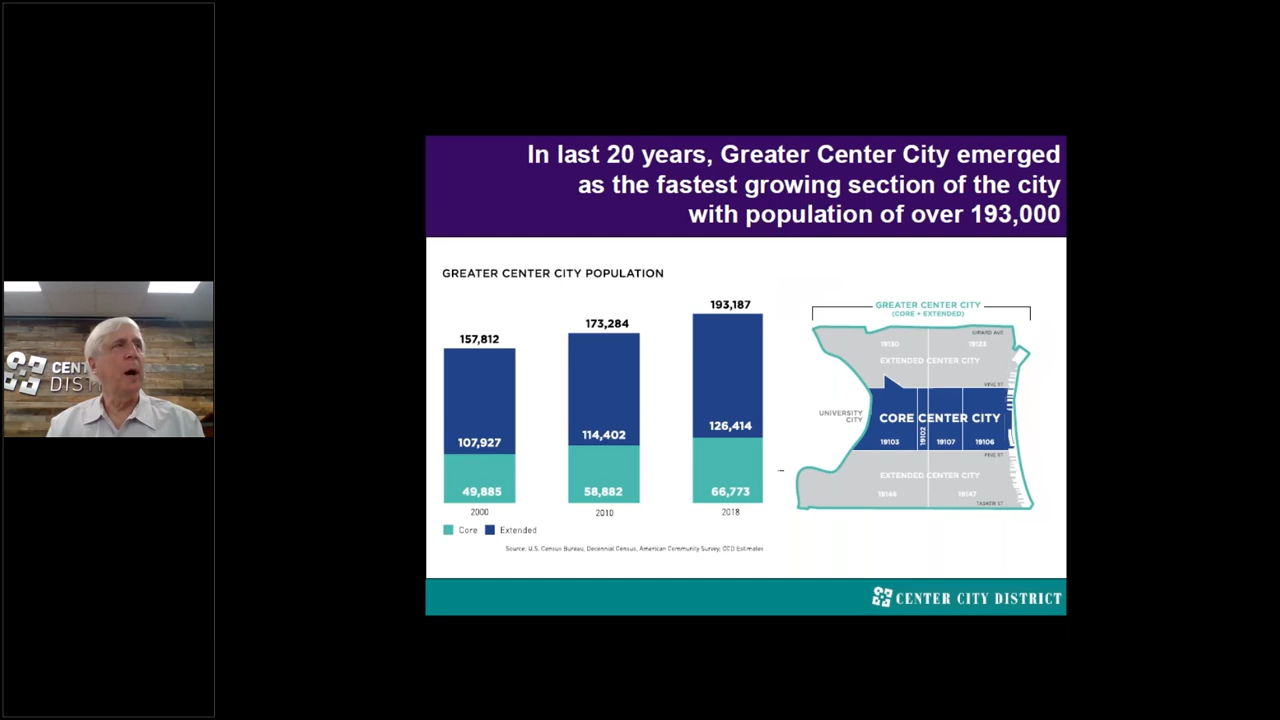 In last 20 years, Greater Center City emerged
as the fastest growing section of the city
with population of over 193,000
GREATER CENTER CITY POPULATION
157,812
107,927
49,885
2000
173,284
114,402
58,882
2010
193,187
126,414
66,773
2018
Core
Extended
Source: U.S. Census Bureau, Decennial Census, American Community Survey, CCD Estimates
GREATER CENTER CITY
(CORE + EXTENDED)
GIRARD AVE
19130
19123
EXTENDED CENTER CITY
VINE ST
UNIVERSITY
CITY
CORE CENTER CITY
19103
19102
19107
19106
PINE ST
EXTENDED CENTER CITY
19146
19147
TASKER ST
CENTER CITY DISTRICT
CENT
DIST